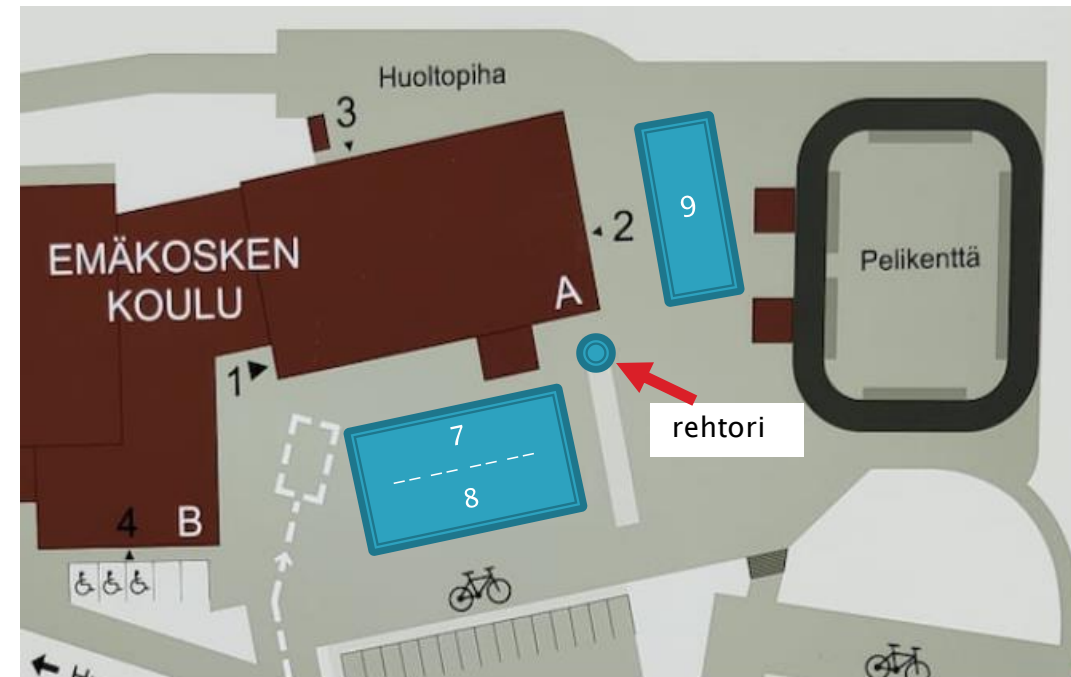 Huoltopiha
3
9
2
EMÄKOSKEN
KOULU
Pelikenttä
A
1
rehtori
7
8
4
B